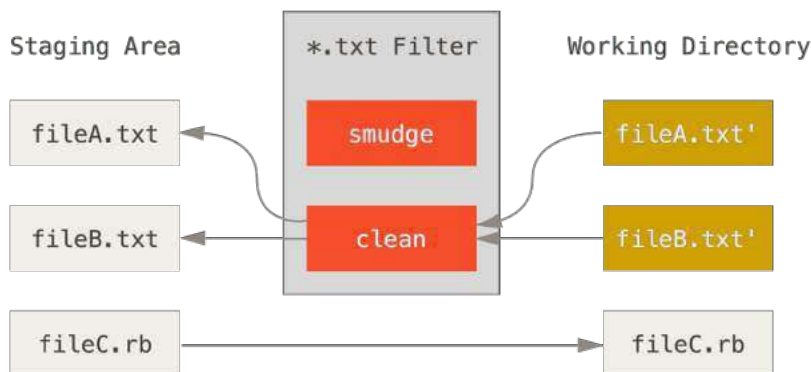 Staging Area
*.txt Filter
Working Directory
fileA.txt
smudge
fileA.txt'
fileB.txt
clean
fileB.txt'
fileC.rb
fileC.rb